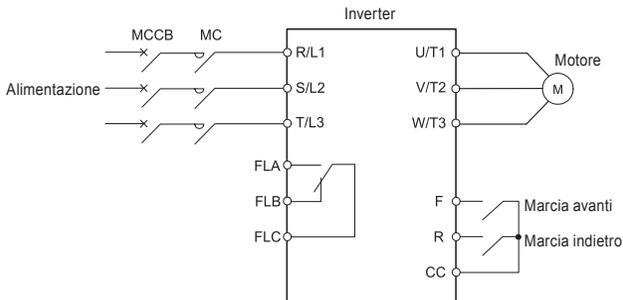 Inverter
MCCB MC
R/L1 U/T1
Motore
Alimentazione S/L2 V/T2 M
T/L3 W/T3
FLA
FLB F Marcia avanti
FLC R Marcia indietro
CC